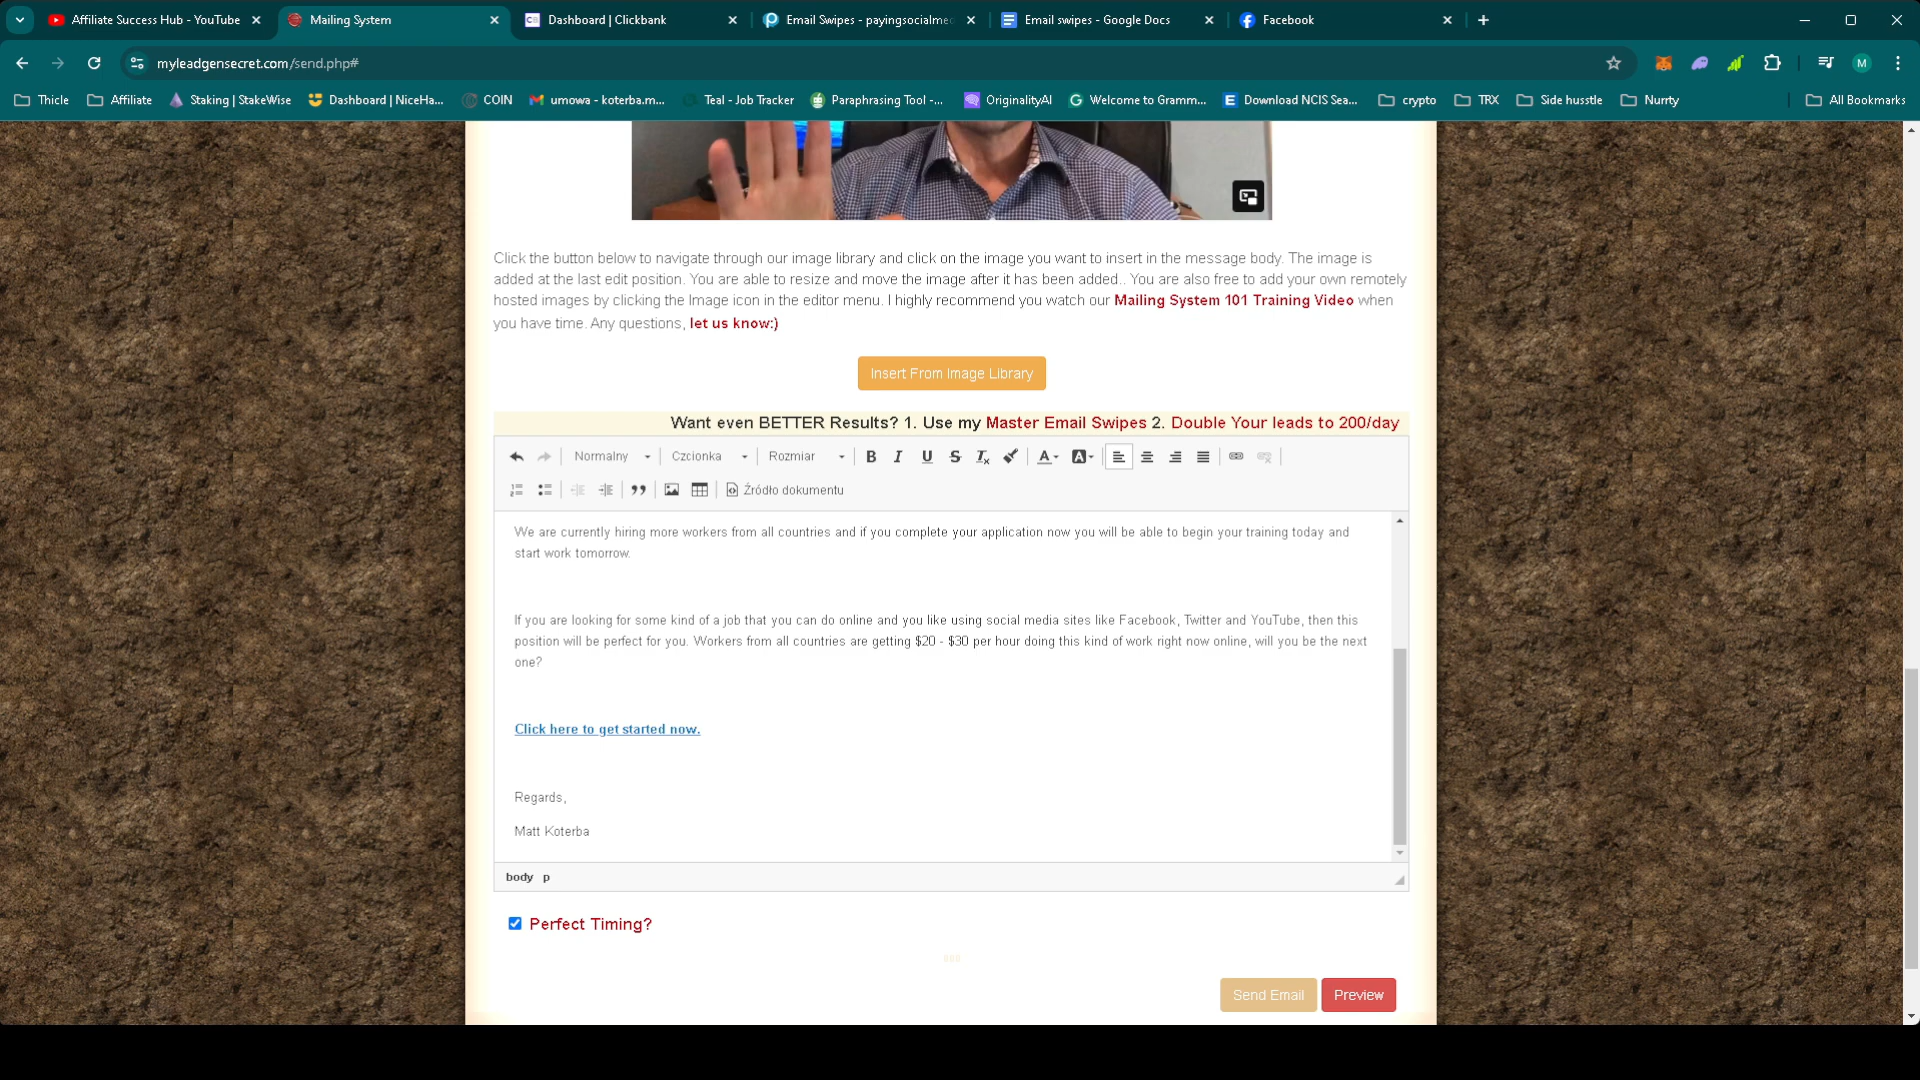 Affiliate Success Hub - YouTube
Mailing System
Dashboard | Clickbank
Email Swipes - payingsocialme
Email swipes - Google Docs
Facebook
myleadgensecret.com/send.php#
M
Thicle
Affiliate
Staking | StakeWise
Dashboard | NiceHa...
COIN
umowa - koterba.m...
Teal - Job Tracker
Paraphrasing Tool -...
OriginalityAI
Welcome to Gramm...
Download NCIS Sea...
crypto
TRX
Side husstle
Nurrty
All Bookmarks
Click the button below to navigate through our image library and click on the image you want to insert in the message body. The image is
added at the last edit position. You are able to resize and move the image after it has been added.. You are also free to add your own remotely
hosted images by clicking the Image icon in the editor menu. I highly recommend you watch our Mailing System 101 Training Video when
you have time. Any questions, let us know:)
Insert From Image Library
Want even BETTER Results? 1. Use my Master Email Swipes 2. Double Your leads to 200/day
Normalny
Czcionka
Rozmiar
Źródło dokumentu
We are currently hiring more workers from all countries and if you complete your application now you will be able to begin your training today and
start work tomorrow.
If you are looking for some kind of a job that you can do online and you like using social media sites like Facebook, Twitter and YouTube, then this
position will be perfect for you. Workers from all countries are getting $20 - $30 per hour doing this kind of work right now online, will you be the next
one?
Click here to get started now.
Regards,
Matt Koterba
body p
Perfect Timing?
Send Email
Preview